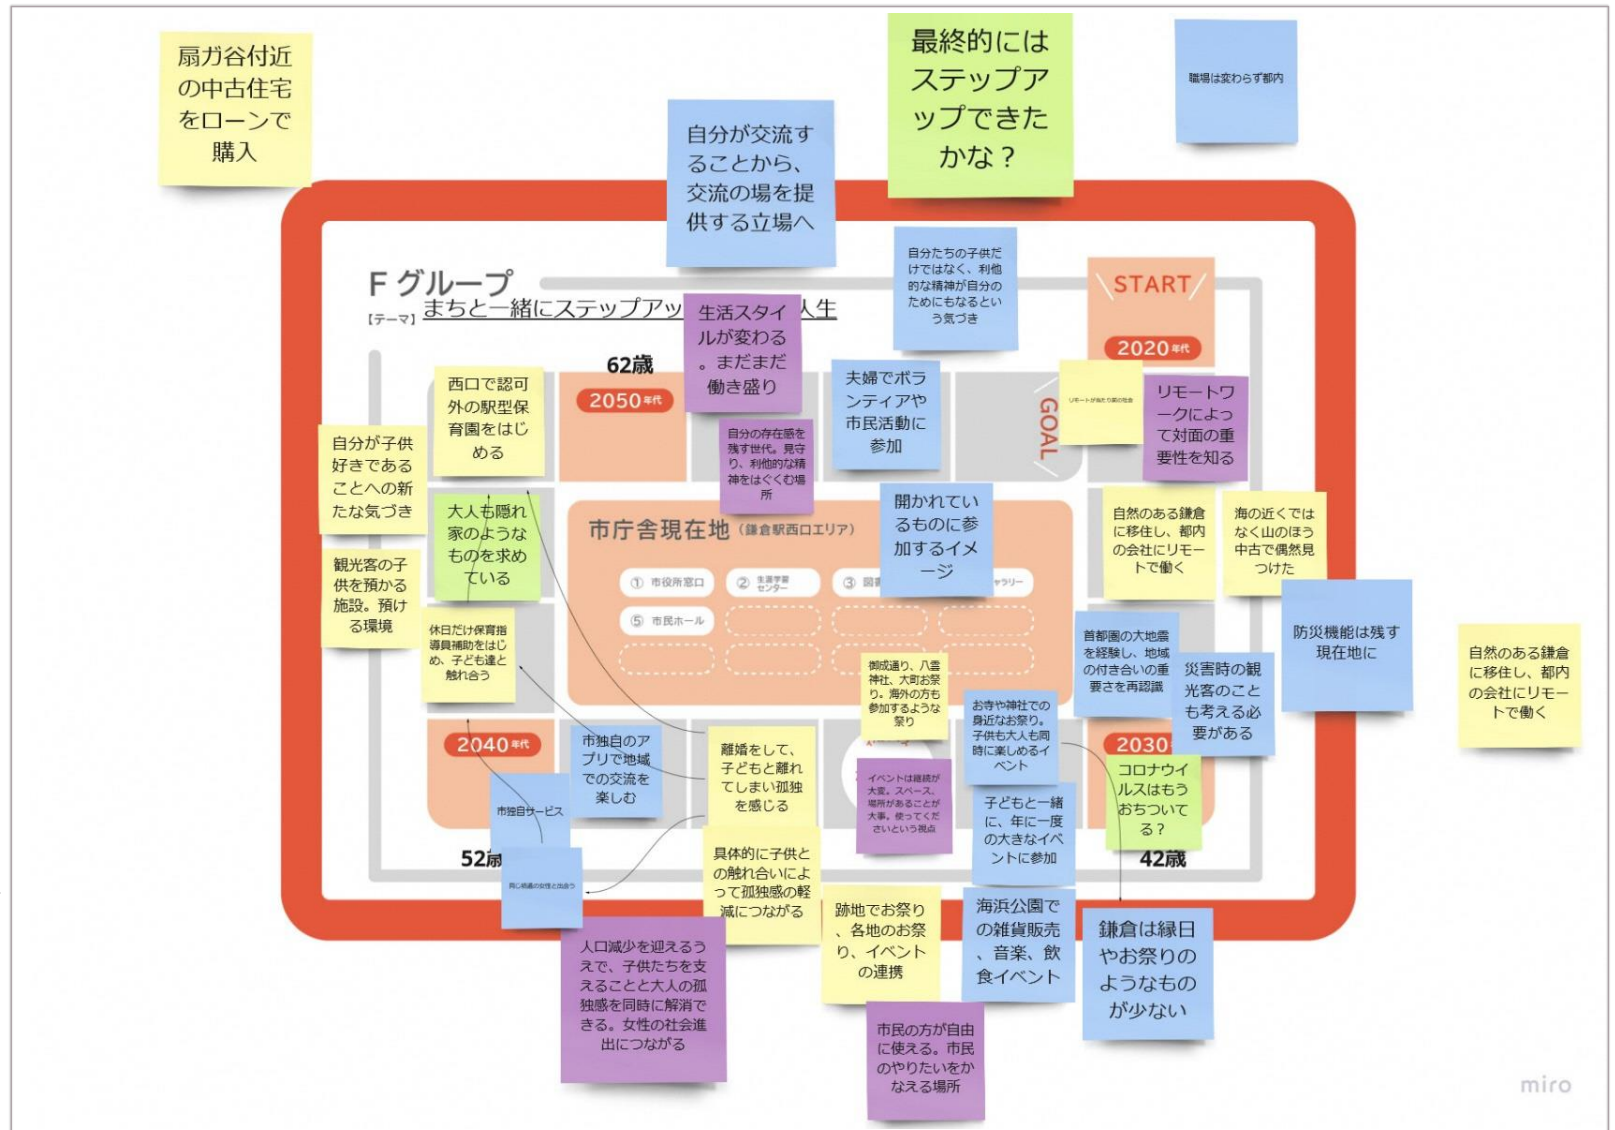 扇ガ谷付近
の中古住宅
をローンで
購入
最終的には
ステップア
ップできた
かな？
職場は変わらず都内
自分が交流す
ることから、
交流の場を提
供する立場へ
自分たちの子供だ
けではなく、利他
的な精神が自分の
ためにもなるとい
う気づき
START
2020年代
Fグループ
【テーマ】まちと一緒にステップアッ
人生
生活スタイ
ルが変わる
。まだまだ
働き盛り
62歳
2050年代
西口で認可
外の駅型保
育園をはじ
める
夫婦でボラ
ンティアや
市民活動に
参加
GOAL
リモートが当たり前の社会
リモートワ
ークによっ
て対面の重
要性を知る
自分が子供
好きである
ことへの新
たな気づき
自分の存在感を
残す世代。見守
り、利他的な精
神をはぐくむ場
所
大人も隠れ
家のような
ものを求め
ている
市庁舎現在地（鎌倉駅西口エリア）
① 市役所窓口
② 生涯学習
センター
③ 図書
ャラリー
⑤ 市民ホール
開かれてい
るものに参
加するイメ
ージ
自然のある鎌倉
に移住し、都内
の会社にリモー
トで働く
海の近くでは
なく山のほう
中古で偶然見
つけた
観光客の子
供を預かる
施設。預け
る環境
休日だけ保育指
導員補助をはじ
め、子ども達と
触れ合う
防災機能は残す
現在地に
自然のある鎌倉
に移住し、都内
の会社にリモー
トで働く
首都圏の大地震
を経験し、地域
の付き合いの重
要さを再認識
災害時の観
光客のこと
も考える必
要がある
御成通り、八雲
神社、大町お祭
り。海外の方も
参加するような
祭り
お寺や神社での
身近なお祭り。
子供も大人も同
時に楽しめるイ
ベント
2040年代
市独自のア
プリで地域
での交流を
楽しむ
離婚をして、
子どもと離れ
てしまい孤独
を感じる
2030
コロナウイ
ルスはもう
おちついて
る？
イベントは継続が
大変。スペース、
場所があることが
大事。使ってくだ
さいという視点
子どもと一緒
に、年に一度
の大きなイベ
ントに参加
市独自サービス
52歳
42歳
同じ境遇の女性と出会う
具体的に子供と
の触れ合いによ
って孤独感の軽
減につながる
跡地でお祭り
、各地のお祭
り、イベント
の連携
海浜公園で
の雑貨販売
、音楽、飲
食イベント
鎌倉は縁日
やお祭りの
ようなもの
が少ない
人口減少を迎えるう
えで、子供たちを支
えることと大人の孤
独感を同時に解消で
きる。女性の社会進
出につながる
市民の方が自由
に使える。市民
のやりたいをか
なえる場所
miro